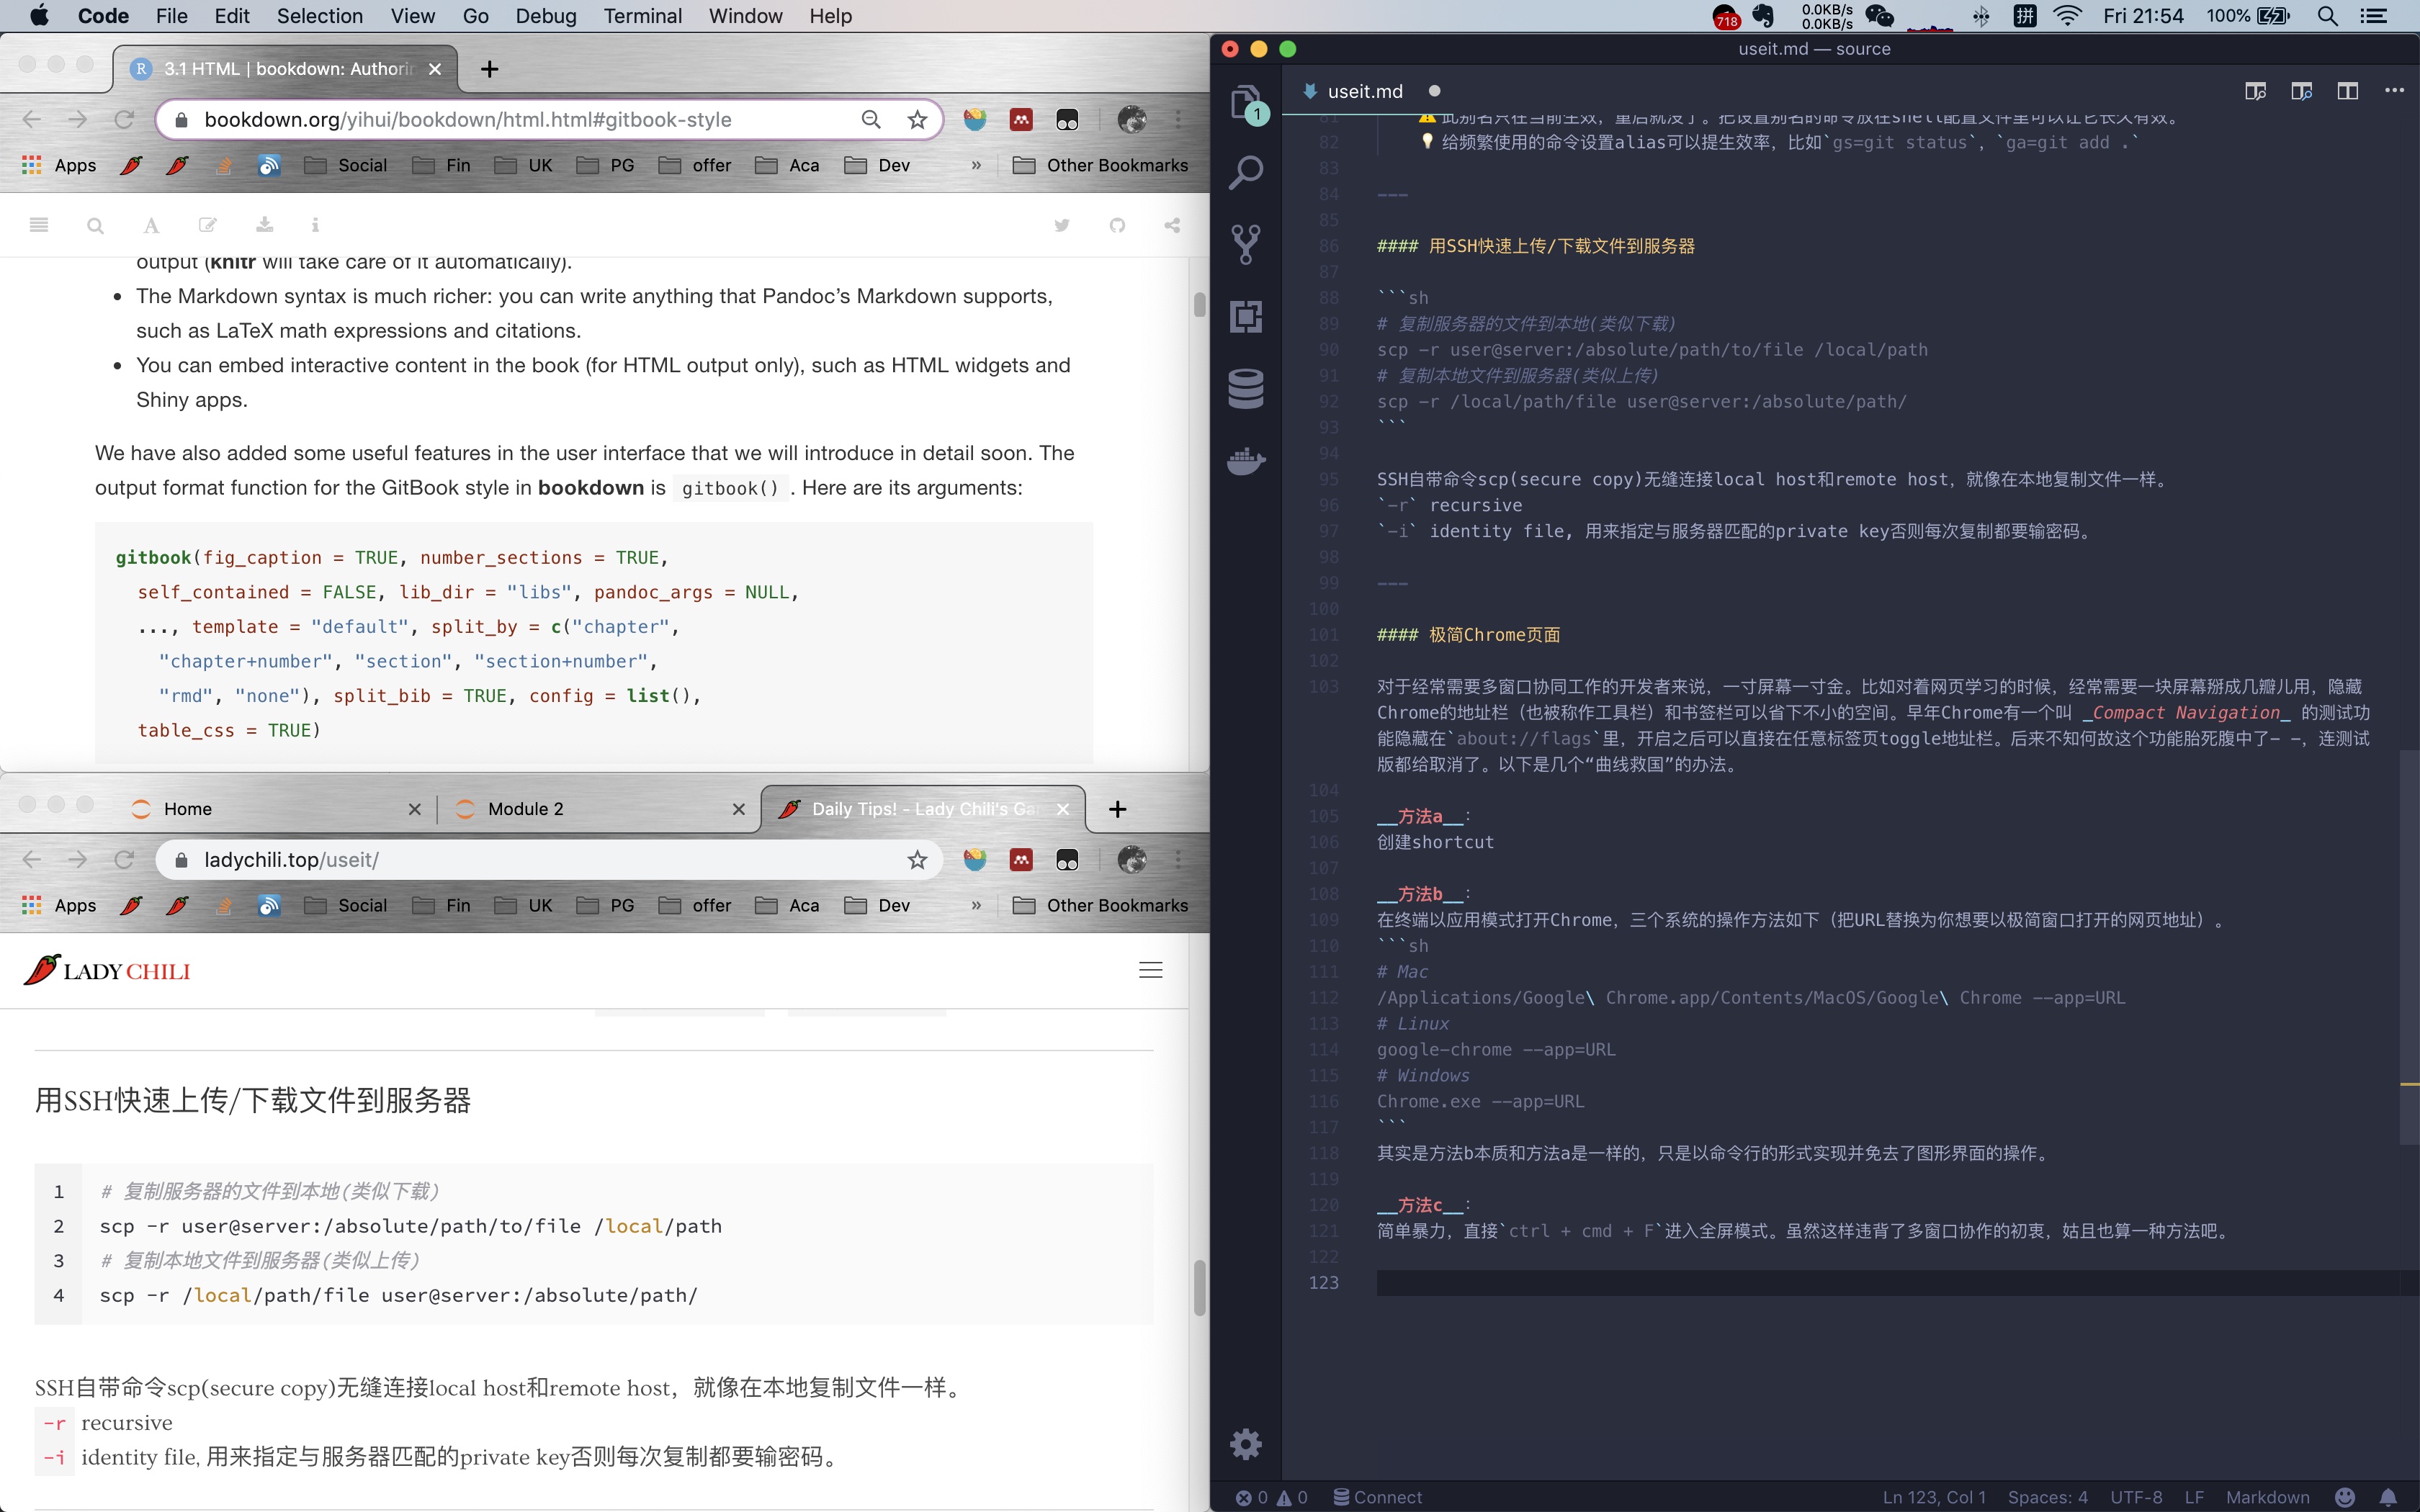 Code File Edit Selection View Go Debug Terminal Window Help
718 0.0KB/s 0.0KB/s 拼 Fri 21:54 100%
3.1 HTML | bookdown: Authorin
bookdown.org/yihui/bookdown/html.html#gitbook-style
Apps Social Fin UK PG offer Aca Dev » Other Bookmarks
output (knitr will take care of it automatically).
• The Markdown syntax is much richer: you can write anything that Pandoc’s Markdown supports,
such as LaTeX math expressions and citations.
• You can embed interactive content in the book (for HTML output only), such as HTML widgets and
Shiny apps.
We have also added some useful features in the user interface that we will introduce in detail soon. The
output format function for the GitBook style in bookdown is gitbook() . Here are its arguments:
gitbook(fig_caption = TRUE, number_sections = TRUE,
self_contained = FALSE, lib_dir = "libs", pandoc_args = NULL,
..., template = "default", split_by = c("chapter",
"chapter+number", "section", "section+number",
"rmd", "none"), split_bib = TRUE, config = list(),
table_css = TRUE)
Home Module 2 Daily Tips! - Lady Chili's Ga
ladychili.top/useit/
Apps Social Fin UK PG offer Aca Dev » Other Bookmarks
LADY CHILI
用SSH快速上传/下载文件到服务器
1 # 复制服务器的文件到本地(类似下载)
2 scp -r user@server:/absolute/path/to/file /local/path
3 # 复制本地文件到服务器(类似上传)
4 scp -r /local/path/file user@server:/absolute/path/
SSH自带命令scp(secure copy)无缝连接local host和remote host，就像在本地复制文件一样。
-r recursive
-i identity file, 用来指定与服务器匹配的private key否则每次复制都要输密码。
useit.md — source
1
useit.md
81 ⚠️ 此别名只在当前生效，重启就没了。把设置别名的命令放在shell配置文件里可以让它长久有效。
82 💡 给频繁使用的命令设置alias可以提生效率，比如`gs=git status`，`ga=git add .`
83
84 ---
85
86 #### 用SSH快速上传/下载文件到服务器
87
88 ```sh
89 # 复制服务器的文件到本地(类似下载)
90 scp -r user@server:/absolute/path/to/file /local/path
91 # 复制本地文件到服务器(类似上传)
92 scp -r /local/path/file user@server:/absolute/path/
93 ```
94
95 SSH自带命令scp(secure copy)无缝连接local host和remote host，就像在本地复制文件一样。
96 `-r` recursive
97 `-i` identity file, 用来指定与服务器匹配的private key否则每次复制都要输密码。
98
99 ---
100
101 #### 极简Chrome页面
102
103 对于经常需要多窗口协同工作的开发者来说，一寸屏幕一寸金。比如对着网页学习的时候，经常需要一块屏幕掰成几瓣儿用，隐藏
Chrome的地址栏（也被称作工具栏）和书签栏可以省下不小的空间。早年Chrome有一个叫 _Compact Navigation_ 的测试功
能隐藏在`about://flags`里，开启之后可以直接在任意标签页toggle地址栏。后来不知何故这个功能胎死腹中了- -，连测试
版都给取消了。以下是几个“曲线救国”的办法。
104
105 __方法a__:
106 创建shortcut
107
108 __方法b__:
109 在终端以应用模式打开Chrome，三个系统的操作方法如下（把URL替换为你想要以极简窗口打开的网页地址）。
110 ```sh
111 # Mac
112 /Applications/Google\ Chrome.app/Contents/MacOS/Google\ Chrome --app=URL
113 # Linux
114 google-chrome --app=URL
115 # Windows
116 Chrome.exe --app=URL
117 ```
118 其实是方法b本质和方法a是一样的，只是以命令行的形式实现并免去了图形界面的操作。
119
120 __方法c__:
121 简单暴力，直接`ctrl + cmd + F`进入全屏模式。虽然这样违背了多窗口协作的初衷，姑且也算一种方法吧。
122
123
0 0 Connect Ln 123, Col 1 Spaces: 4 UTF-8 LF Markdown